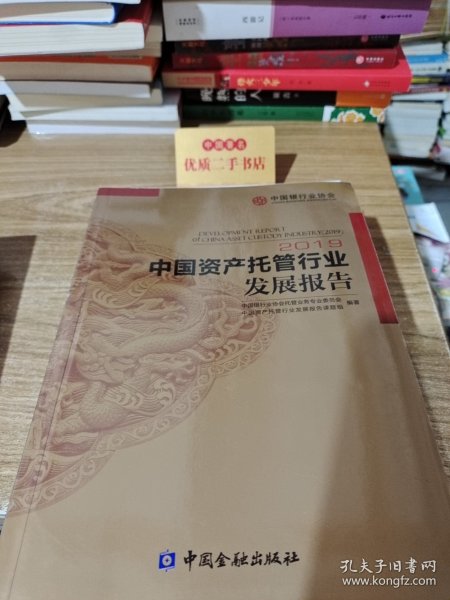 中国著名
优质二手书店
中国银行业协会
DEVELOPMENT REPORT
of CHINA ASSET CUSTODY INDUSTRY(2019)
2019
中国资产托管行业
发展报告
中国银行业协会托管业务专业委员会
中国资产托管行业发展报告课题组
编著
中国金融出版社
孔夫子旧书网
www.kongfz.com